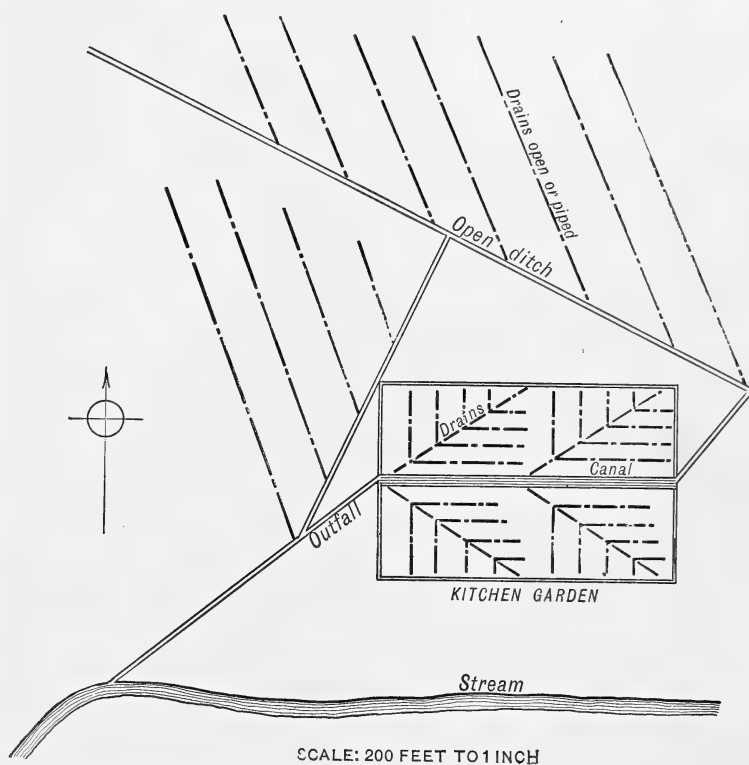 Drains open or piped
Open ditch
Drains
Canal
Outfall
KITCHEN GARDEN
Stream
SCALE: 200 FEET TO 1 INCH